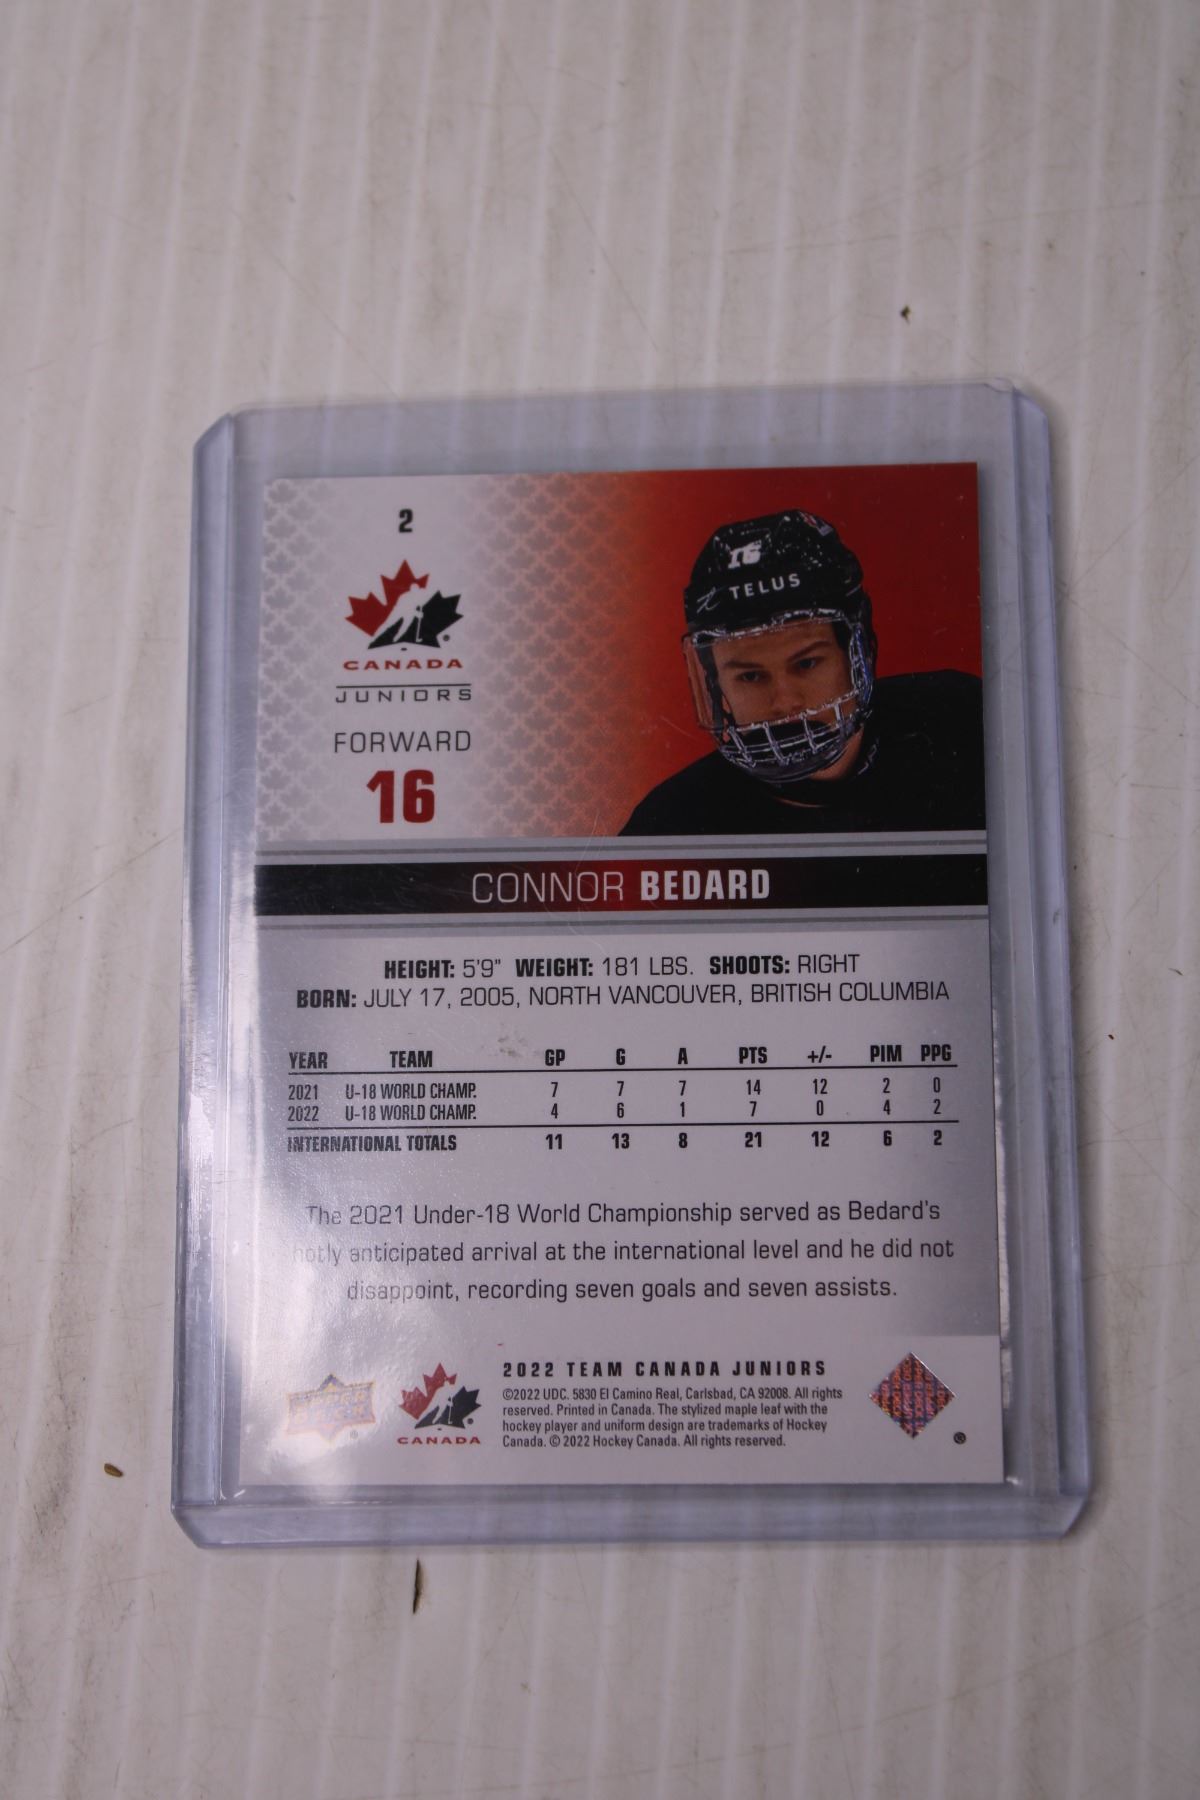 2
16
TELUS
CANADA
JUNIORS
FORWARD
16
CONNOR BEDARD
HEIGHT: 5'9" WEIGHT: 181 LBS. SHOOTS: RIGHT
BORN: JULY 17, 2005, NORTH VANCOUVER, BRITISH COLUMBIA
YEAR TEAM GP G A PTS +/- PIM PPG
2021 U-18 WORLD CHAMP. 7 7 7 14 12 2 0
2022 U-18 WORLD CHAMP. 4 6 1 7 0 4 2
INTERNATIONAL TOTALS 11 13 8 21 12 6 2
The 2021 Under-18 World Championship served as Bedard's
hotly anticipated arrival at the international level and he did not
disappoint, recording seven goals and seven assists.
UPPER
DECK
®
CANADA
2022 TEAM CANADA JUNIORS
©2022 UDC. 5830 El Camino Real, Carlsbad, CA 92008. All rights
reserved. Printed in Canada. The stylized maple leaf with the
hockey player and uniform design are trademarks of Hockey
Canada. © 2022 Hockey Canada. All rights reserved.
®